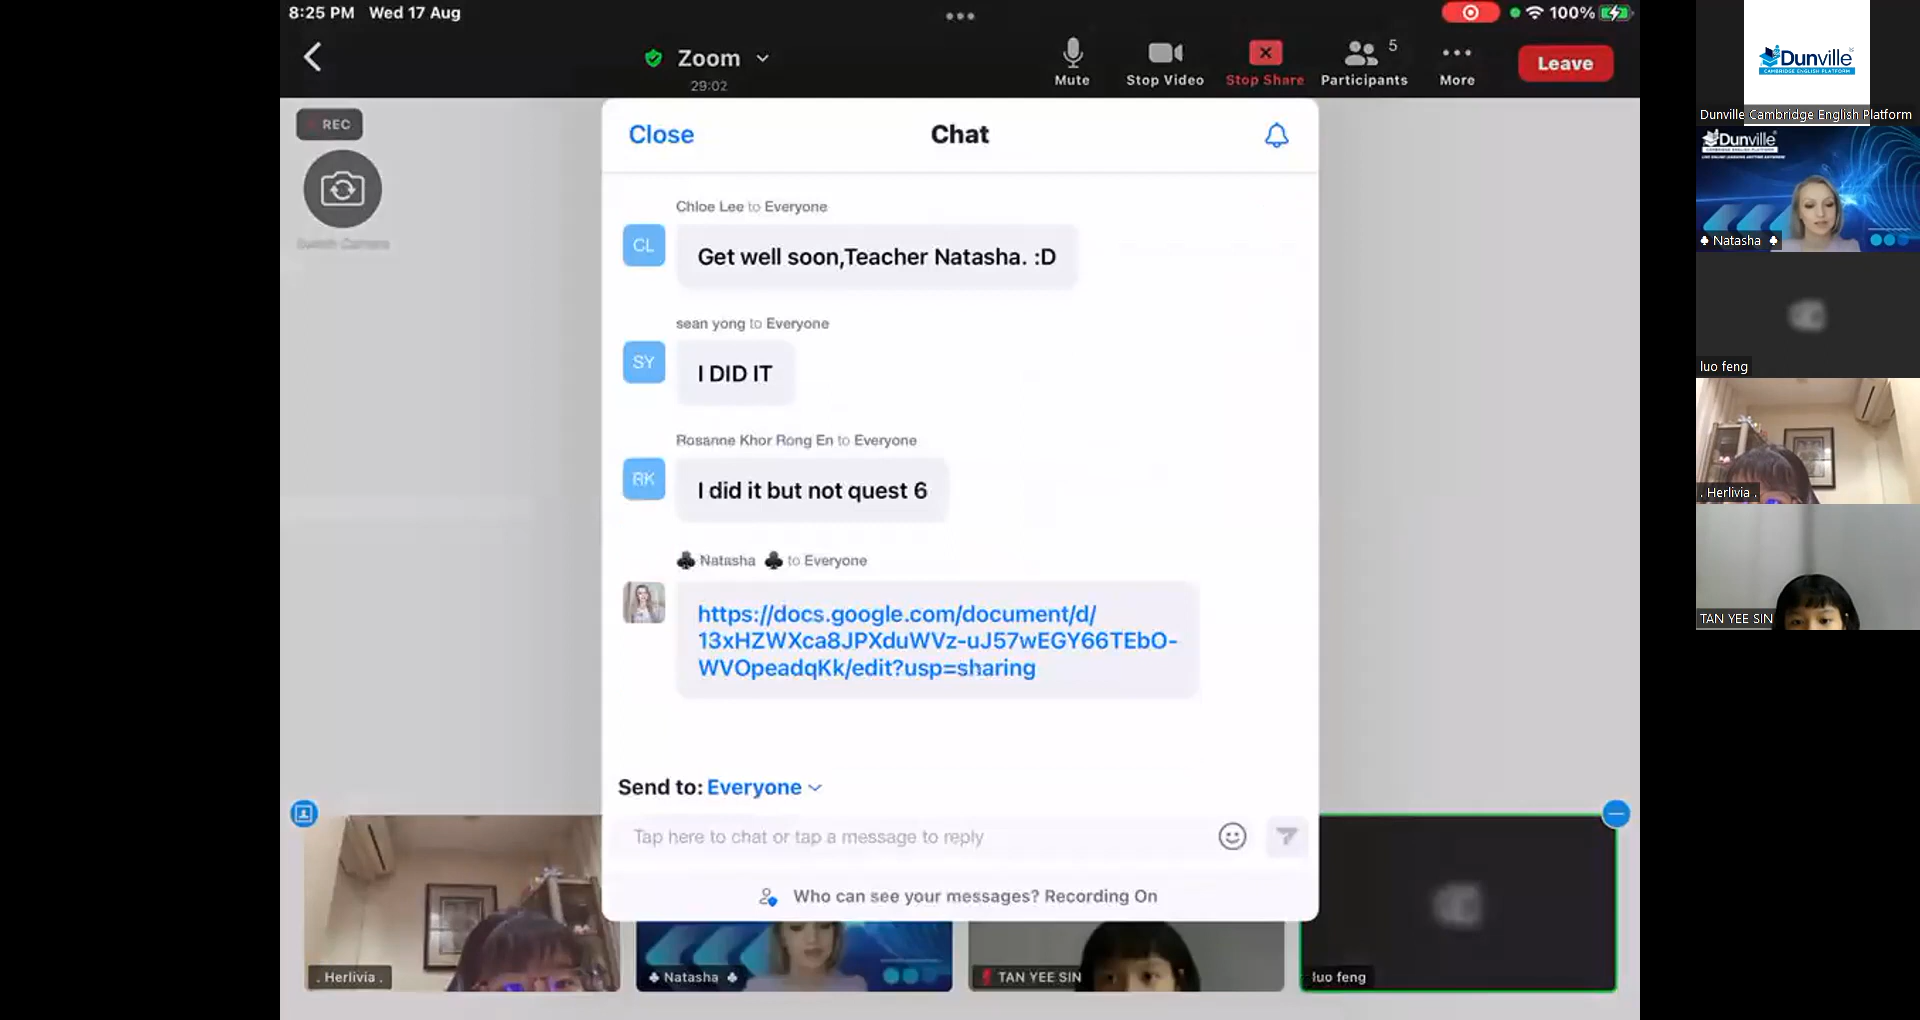 8:25 PM Wed 17 Aug
100%
Zoom
29:02
Mute
Stop Video
Stop Share
Participants
5
More
Leave
REC
Close
Chat
Chloe Lee to Everyone
CL
Get well soon,Teacher Natasha. :D
sean yong to Everyone
SY
I DID IT
Rosanne Khor Rong En to Everyone
RK
I did it but not quest 6
♣ Natasha ♣ to Everyone
https://docs.google.com/document/d/
13xHZWXca8JPXduWVz-uJ57wEGY66TEbO-
WVOpeadqKk/edit?usp=sharing
Send to: Everyone
Tap here to chat or tap a message to reply
Who can see your messages? Recording On
. Herlivia .
♣ Natasha ♣
TAN YEE SIN
luo feng
Dunville
CAMBRIDGE ENGLISH PLATFORM
Dunville Cambridge English Platform
Dunville
♣ Natasha ♣
luo feng
. Herlivia .
TAN YEE SIN